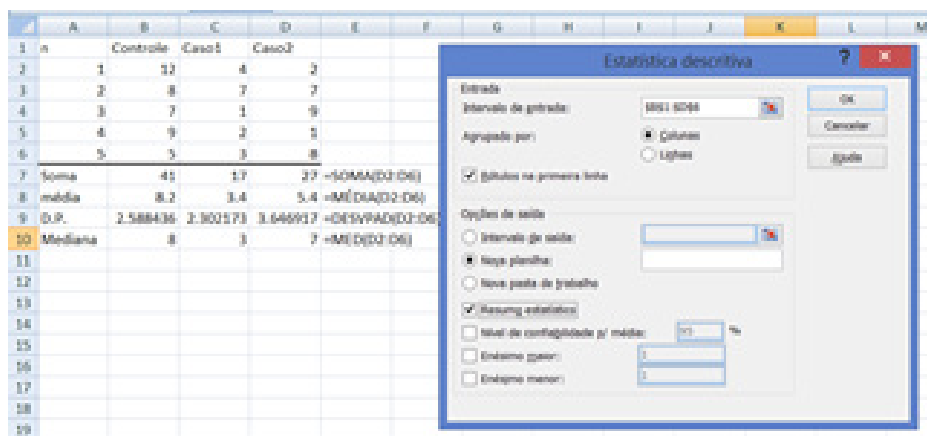 A B C D E F G H I J K L M
1 n Controle Caso1 Caso2
2 1 12 4 2
3 2 8 7 7
4 3 7 1 9
5 4 9 2 1
6 5 5 3 8
7 Soma 41 17 27 =SOMA(D2:D6)
8 média 8.2 3.4 5.4 =MÉDIA(D2:D6)
9 D.P. 2.588436 2.302173 3.646917 =DESVPAD(D2:D6)
10 Mediana 8 3 7 =MED(D2:D6)
11
12
13
14
15
16
17
18
19
Estatística descritiva
? ×
Entrada
Intervalo de entrada: $B$1:$D$6
Agrupado por: Colunas
Linhas
Rótulos na primeira linha
OK
Cancelar
Ajuda
Opções de saída
Intervalo de saída:
Nova planilha:
Nova pasta de trabalho
Resumo estatístico
Nível de confiabilidade p/ média: 95 %
Enésimo maior: 1
Enésimo menor: 1